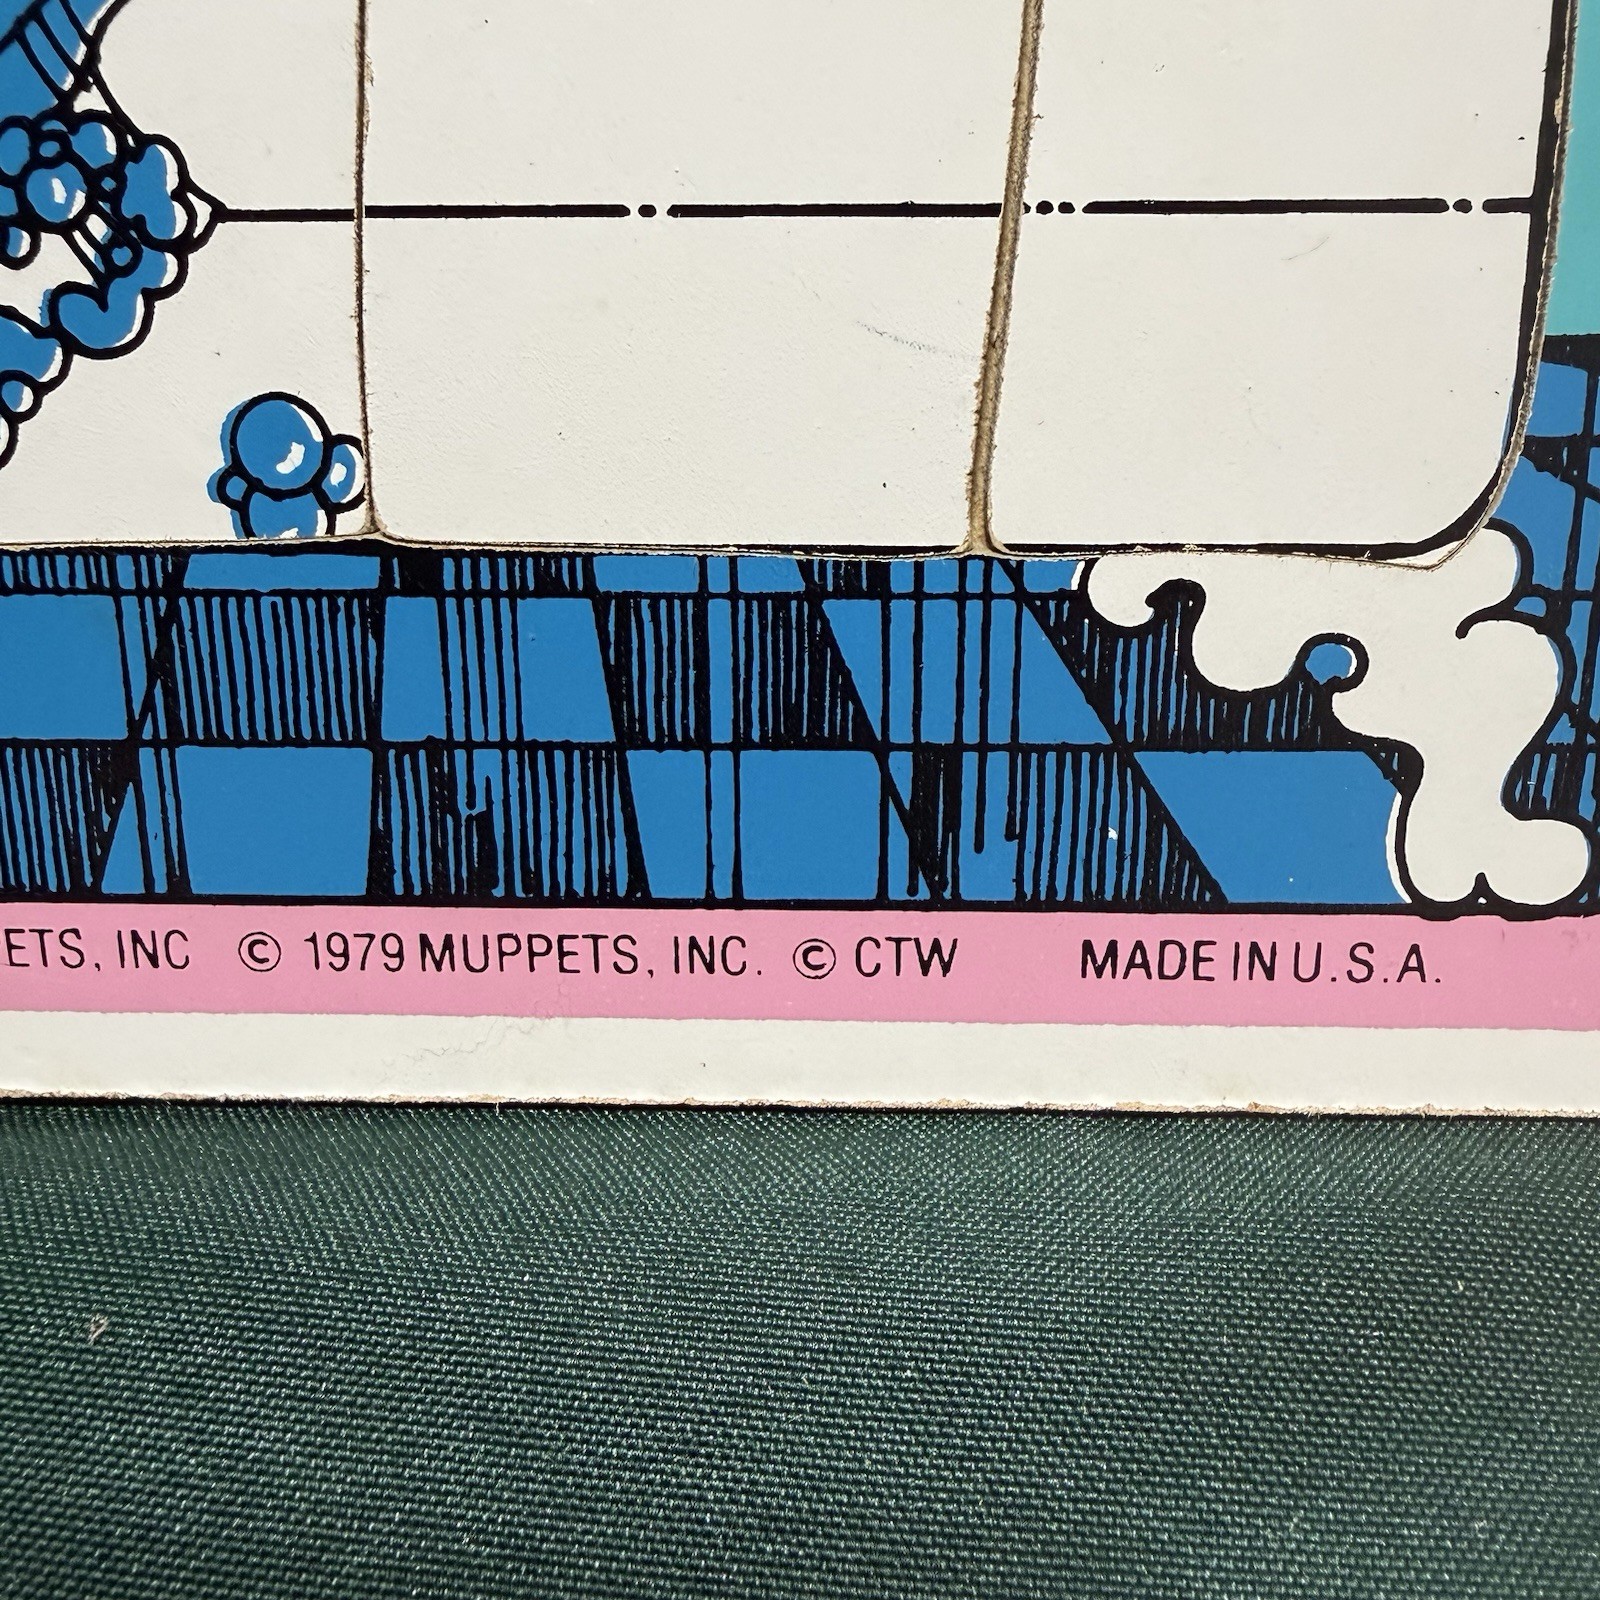 ETS, INC © 1979 MUPPETS, INC. © CTW MADE IN U.S.A.